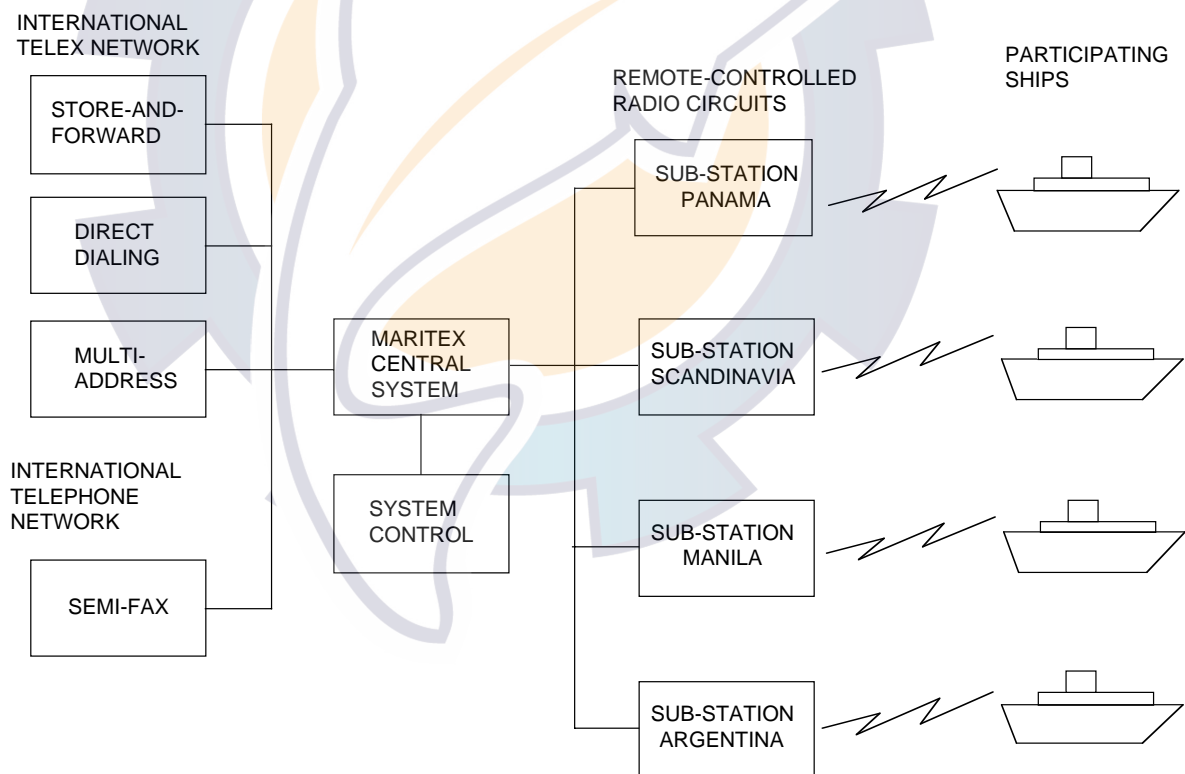 INTERNATIONAL
TELEX NETWORK
STORE-AND-
FORWARD
DIRECT
DIALING
MULTI-
ADDRESS
INTERNATIONAL
TELEPHONE
NETWORK
SEMI-FAX
MARITEX
CENTRAL
SYSTEM
SYSTEM
CONTROL
REMOTE-CONTROLLED
RADIO CIRCUITS
SUB-STATION
PANAMA
SUB-STATION
SCANDINAVIA
SUB-STATION
MANILA
SUB-STATION
ARGENTINA
PARTICIPATING
SHIPS